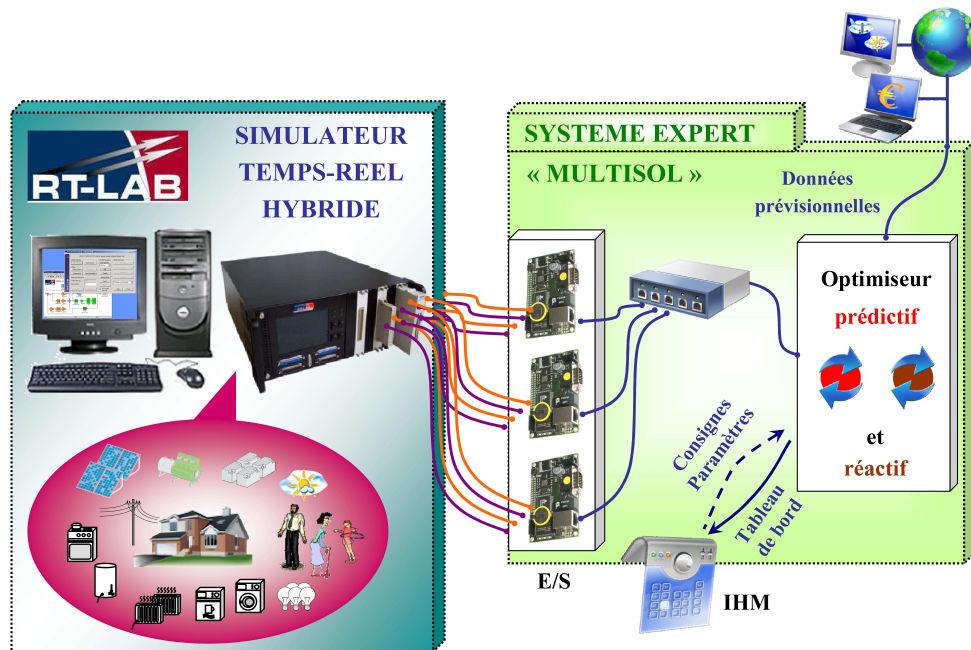 RT-LAB
SIMULATEUR
TEMPS-REEL
HYBRIDE
SYSTEME EXPERT
« MULTISOL »
Données
prévisionnelles
Optimiseur
prédictif
et
réactif
Consignes
Paramètres
Tableau
de bord
E/S
IHM